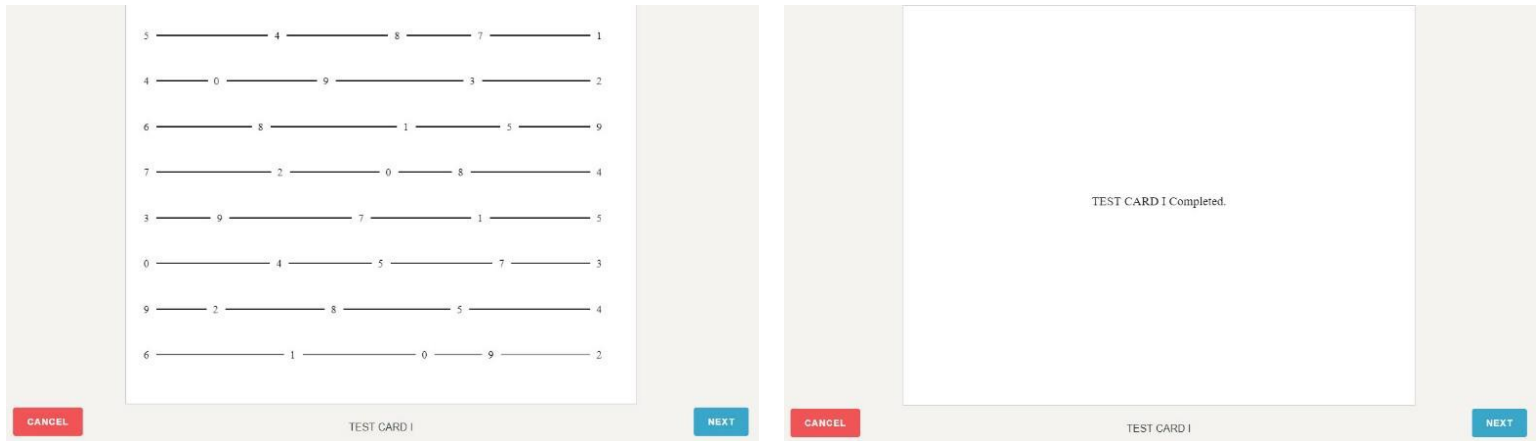 5 4 8 7 1
4 0 9 3 2
6 8 1 5 9
7 2 0 8 4
3 9 7 1 5
0 4 5 7 3
9 2 8 5 4
6 1 0 9 2
CANCEL
TEST CARD I
NEXT
TEST CARD I Completed.
CANCEL
TEST CARD I
NEXT